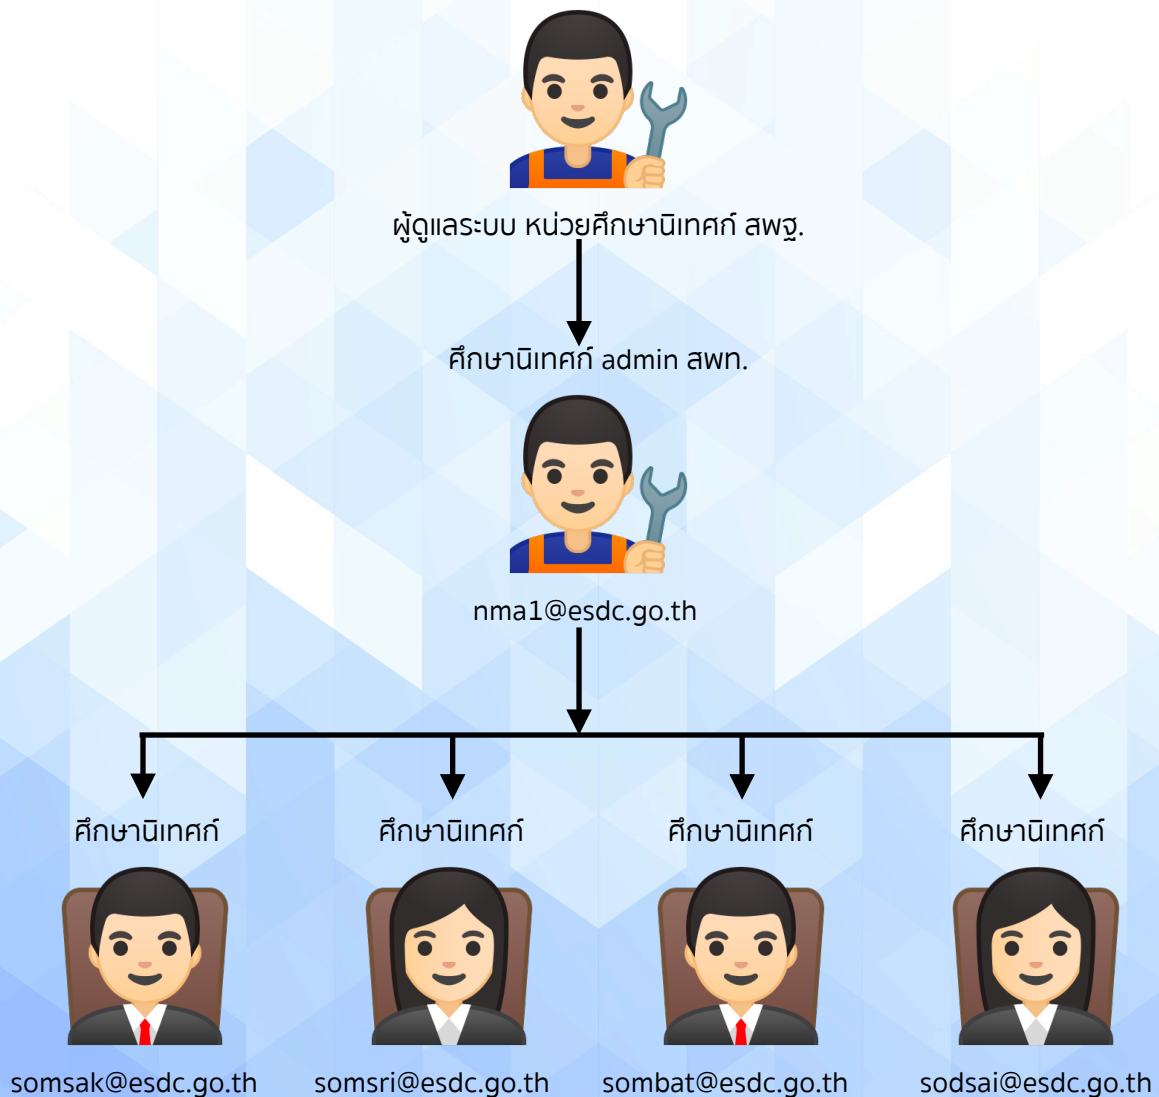 ผู้ดูแลระบบ หน่วยศึกษานิเทศก์ สพฐ.
ศึกษานิเทศก์ admin สพท.
nma1@esdc.go.th
ศึกษานิเทศก์ ศึกษานิเทศก์ ศึกษานิเทศก์ ศึกษานิเทศก์
somsak@esdc.go.th somsri@esdc.go.th sombat@esdc.go.th sodsai@esdc.go.th